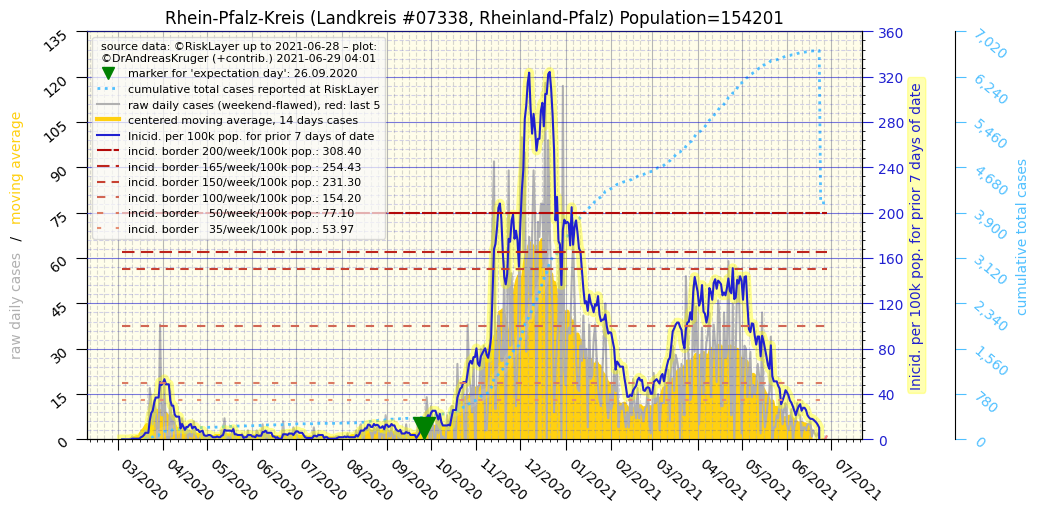 Rhein-Pfalz-Kreis (Landkreis #07338, Rheinland-Pfalz) Population=154201
source data: ©RiskLayer up to 2021-06-28 – plot:
©DrAndreasKruger (+contrib.) 2021-06-29 04:01
marker for 'expectation day': 26.09.2020
cumulative total cases reported at RiskLayer
raw daily cases (weekend-flawed), red: last 5
centered moving average, 14 days cases
Inicid. per 100k pop. for prior 7 days of date
incid. border 200/week/100k pop.: 308.40
incid. border 165/week/100k pop.: 254.43
incid. border 150/week/100k pop.: 231.30
incid. border 100/week/100k pop.: 154.20
incid. border   50/week/100k pop.: 77.10
incid. border   35/week/100k pop.: 53.97
raw daily cases / moving average
135
120
105
90
75
60
45
30
15
0
03/2020
04/2020
05/2020
06/2020
07/2020
08/2020
09/2020
10/2020
11/2020
12/2020
01/2021
02/2021
03/2021
04/2021
05/2021
06/2021
07/2021
360
320
280
240
200
160
120
80
40
0
Inicid. per 100k pop. for prior 7 days of date
7,020
6,240
5,460
4,680
3,900
3,120
2,340
1,560
780
0
cumulative total cases